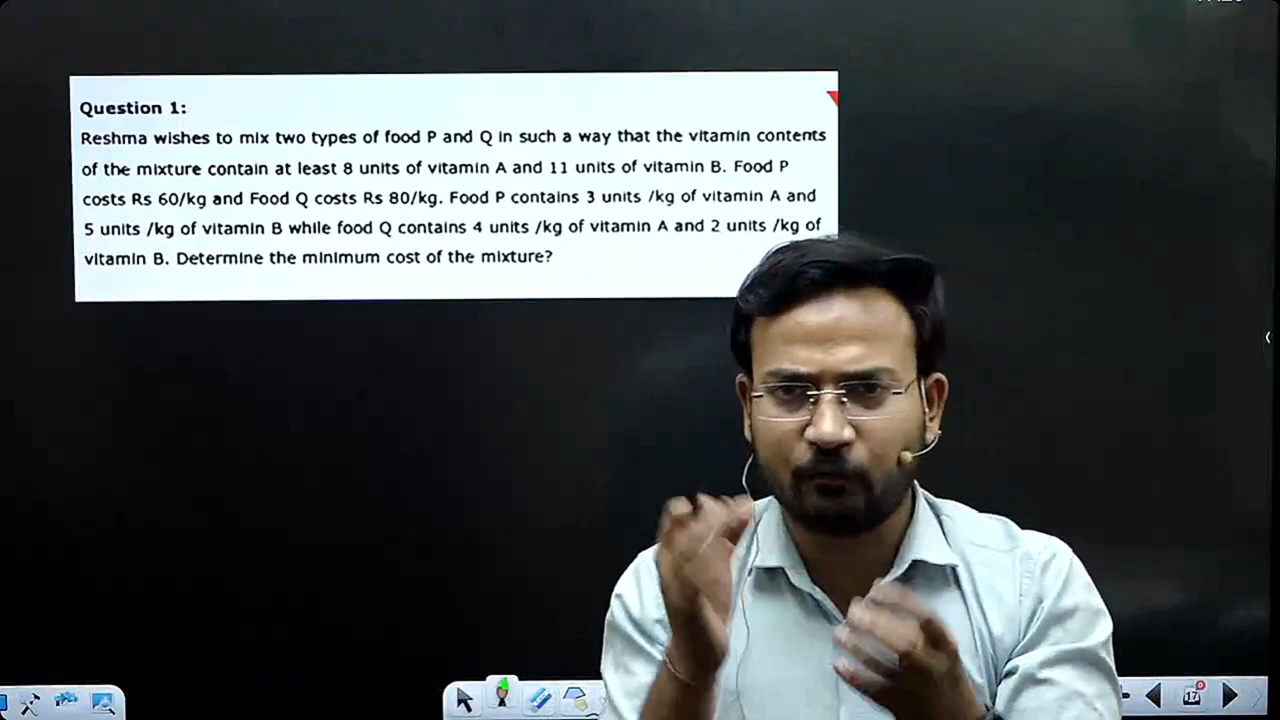 Question 1:
Reshma wishes to mix two types of food P and Q in such a way that the vitamin contents
of the mixture contain at least 8 units of vitamin A and 11 units of vitamin B. Food P
costs Rs 60/kg and Food Q costs Rs 80/kg. Food P contains 3 units /kg of vitamin A and
5 units /kg of vitamin B while food Q contains 4 units /kg of vitamin A and 2 units /kg of
vitamin B. Determine the minimum cost of the mixture?
17